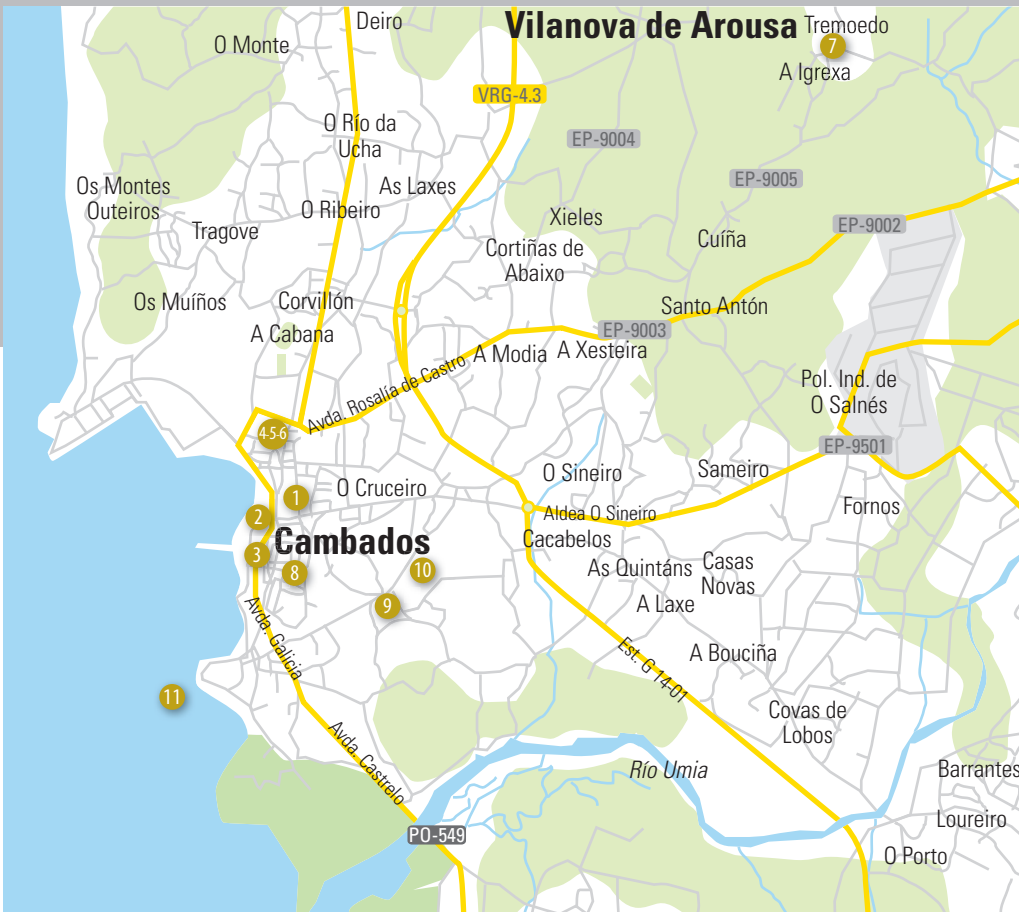 Deiro
Vilanova de Arousa
Tremoedo
7
O Monte
A Igrexa
VRG-4.3
O Río da
Ucha
EP-9004
As Laxes
EP-9005
Os Montes
Outeiros
O Ribeiro
Xieles
Tragove
EP-9002
Cuíña
Cortiñas de
Abaixo
Os Muíños
Corvillón
Santo Antón
A Cabana
EP-9003
A Modia
A Xesteira
Avda. Rosalía de Castro
Pol. Ind. de
O Salnés
4-5-6
EP-9501
O Sineiro
Sameiro
1
O Cruceiro
Fornos
2
Aldea O Sineiro
Cambados
Cacabelos
3
8
10
As Quintáns
Casas
Novas
9
A Laxe
Avda. Galicia
A Bouciña
Est. G 14-01
11
Covas de
Lobos
Avda. Castrelo
Río Umia
Barrantes
Loureiro
PO-549
O Porto